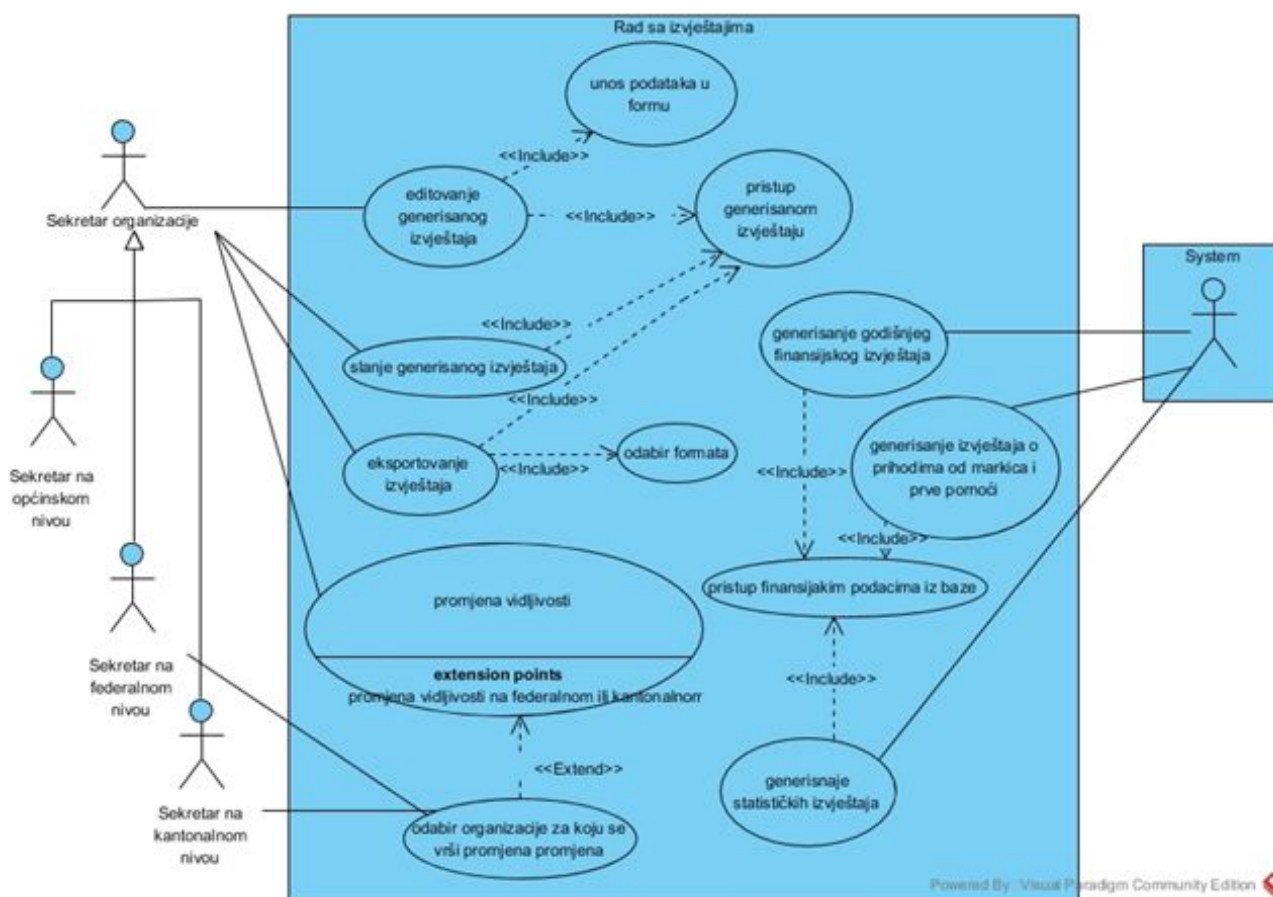 Rad sa izvještajima
unos podataka u
formu
<<Include>>
Sekretar organizacije
editovanje
generisanog
izvještaja
<<Include>>
pristup
generisanom
izvještaju
System
<<Include>>
generisanje godišnjeg
finansijskog izvještaja
slanje generisanog izvještaja
<<Include>>
Sekretar na
općinskom
nivou
eksportovanje
izvještaja
<<Include>>
odabir formata
<<Include>>
generisanje izvještaja o
prihodima od markica i
prve pomoći
<<Include>>
promjena vidljivosti
pristup finansijakim podacima iz baze
Sekretar na
federalnom
nivou
extension points
promjena vidljivosti na federalnom ili kantonalnom
<<Include>>
<<Extend>>
generisnaje
statističkih izvještaja
Sekretar na
kantonalnom
nivou
odabir organizacije za koju se
vrši promjena promjena
Powered By Visual Paradigm Community Edition